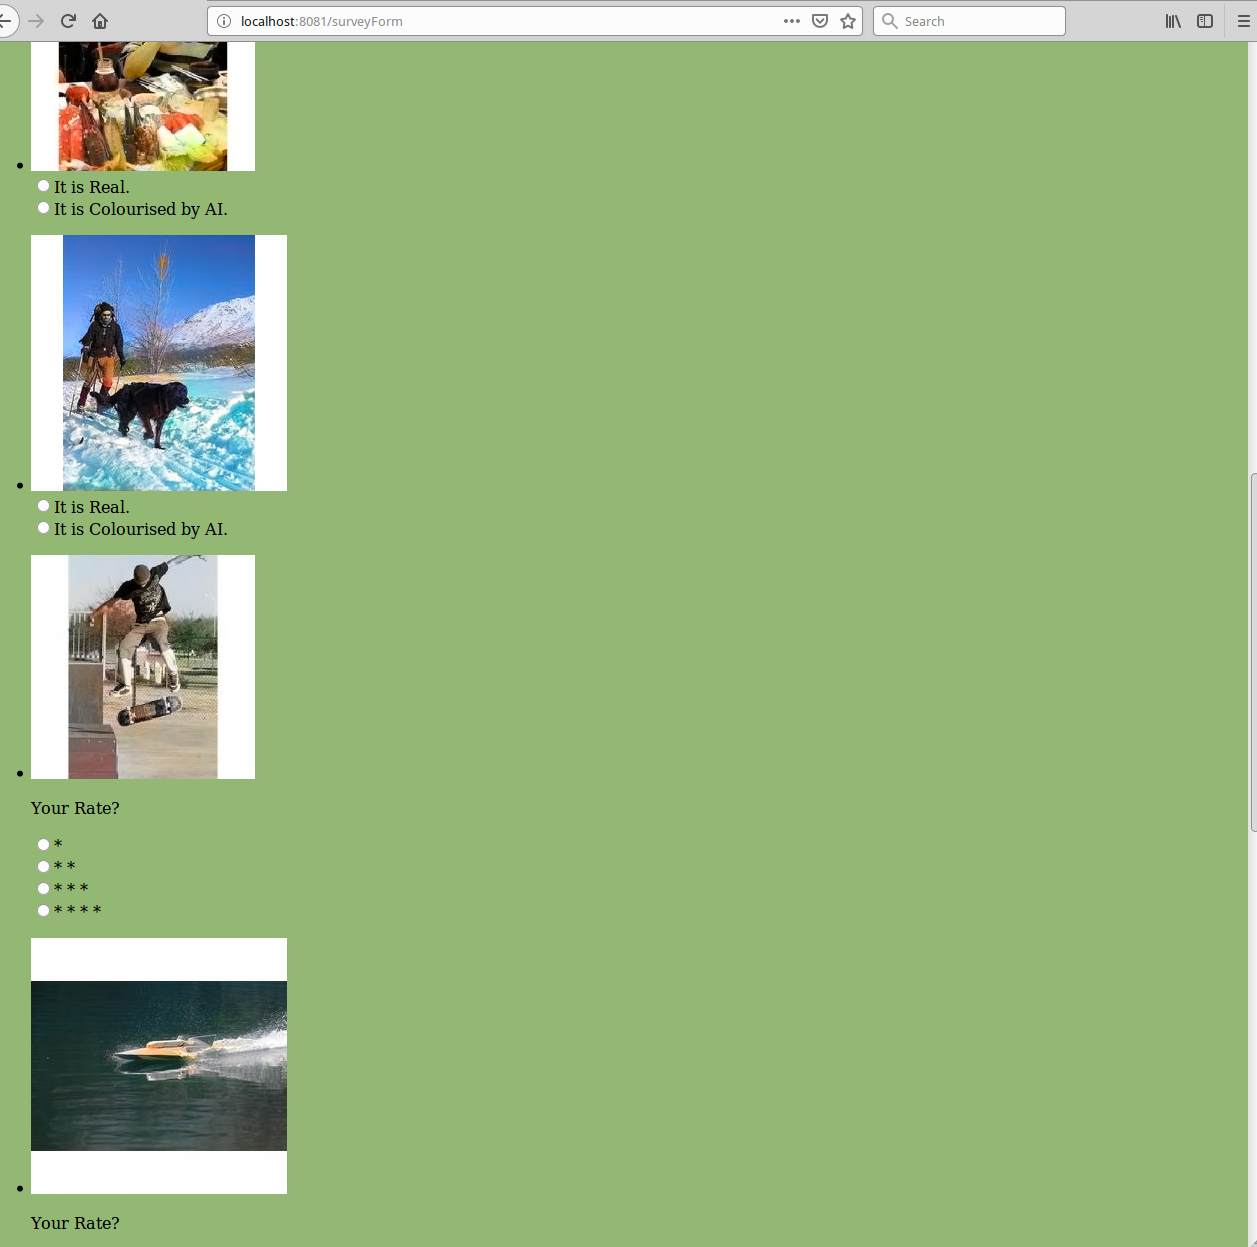 localhost:8081/surveyForm
Search
It is Real.
It is Colourised by AI.
It is Real.
It is Colourised by AI.
Your Rate?
*
* *
* * *
* * * *
Your Rate?